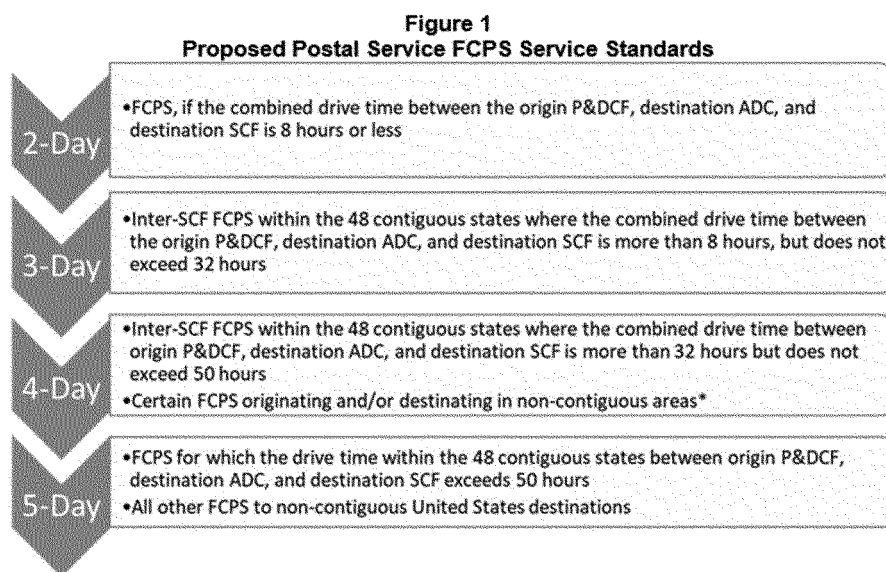 Figure 1
Proposed Postal Service FCPS Service Standards
2-Day
•FCPS, if the combined drive time between the origin P&DCF, destination ADC, and
destination SCF is 8 hours or less
3-Day
•Inter-SCF FCPS within the 48 contiguous states where the combined drive time between
the origin P&DCF, destination ADC, and destination SCF is more than 8 hours, but does not
exceed 32 hours
4-Day
•Inter-SCF FCPS within the 48 contiguous states where the combined drive time between
origin P&DCF, destination ADC, and destination SCF is more than 32 hours but does not
exceed 50 hours
•Certain FCPS originating and/or destinating in non-contiguous areas*
5-Day
•FCPS for which the drive time within the 48 contiguous states between origin P&DCF,
destination ADC, and destination SCF exceeds 50 hours
•All other FCPS to non-contiguous United States destinations